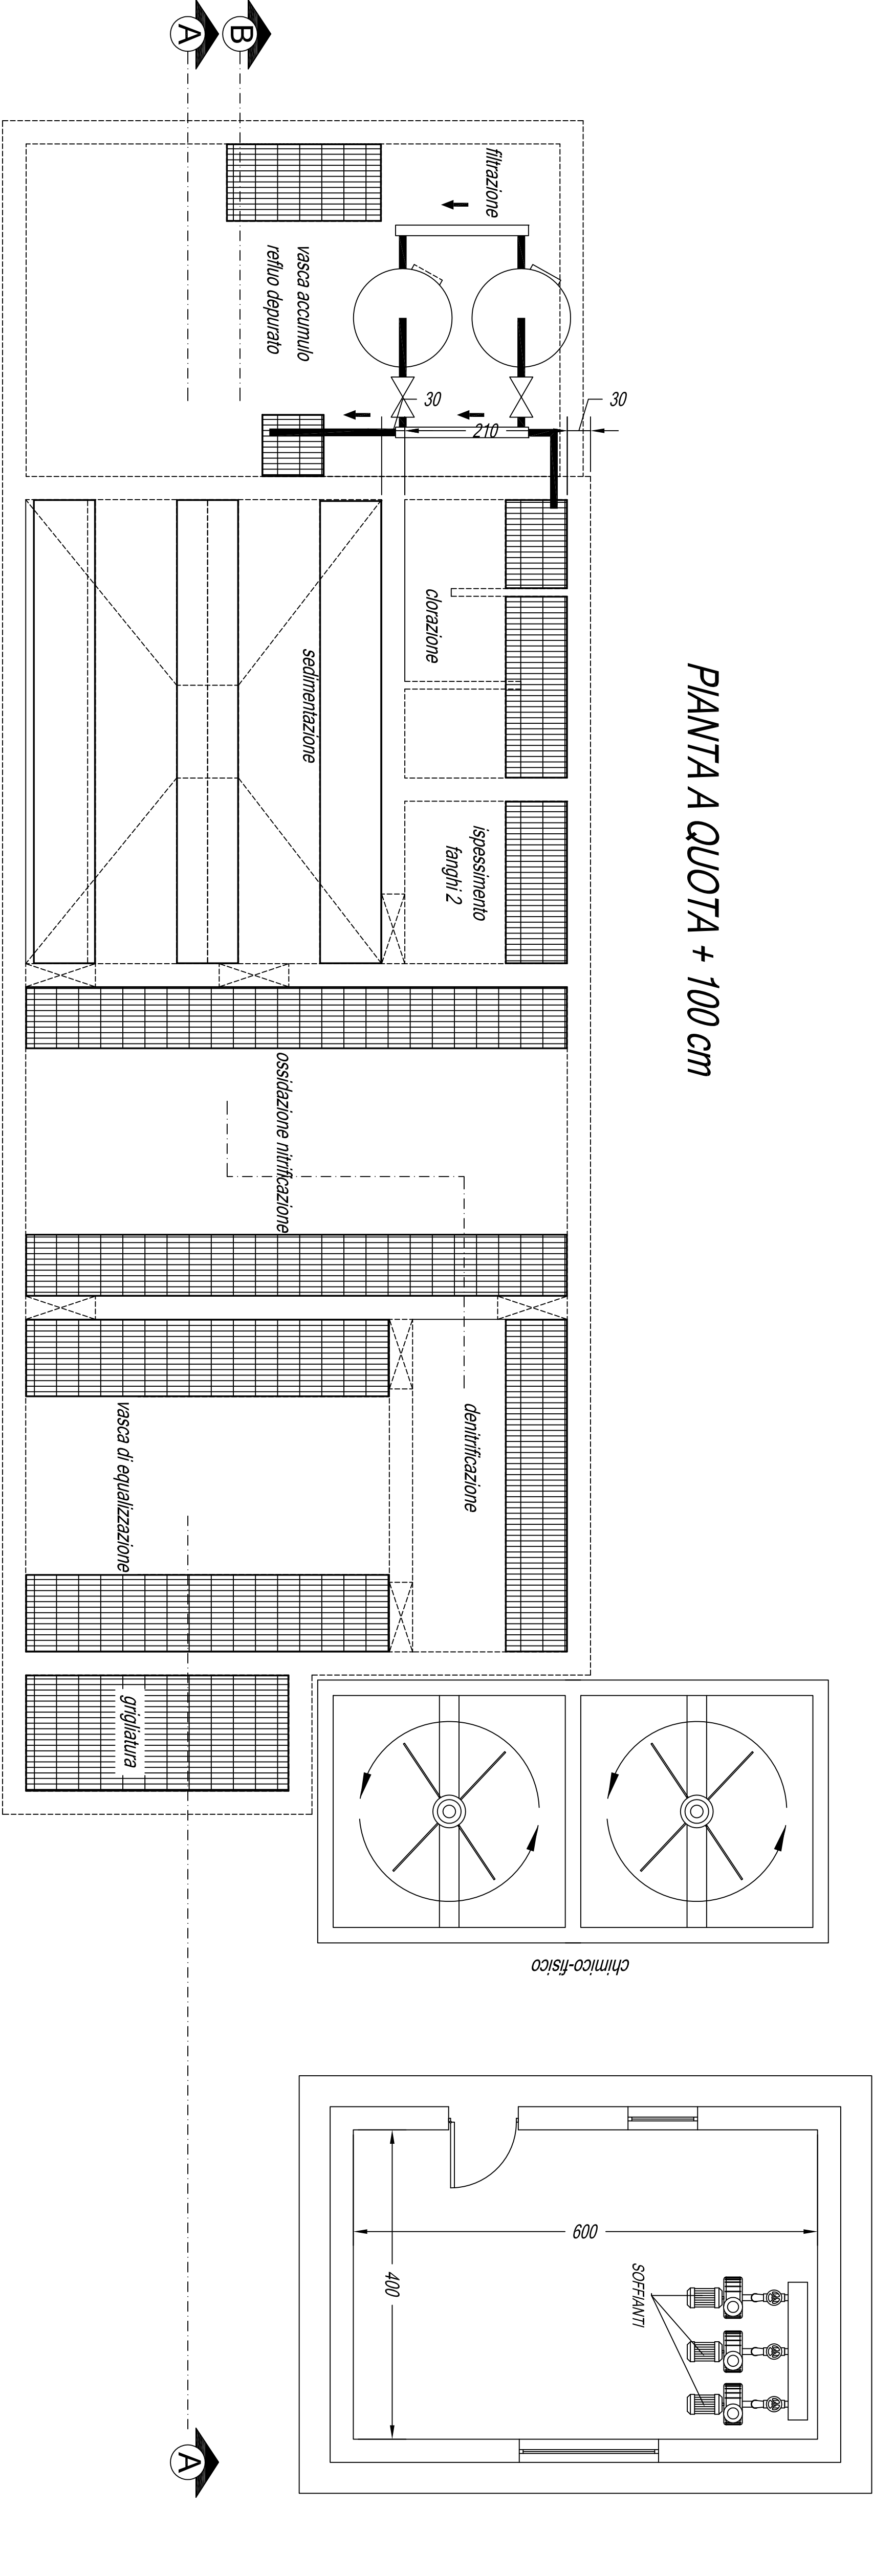 PIANTA A QUOTA + 100 cm
A
B
filtrazione
vasca accumulo
refluo depurato
30
210
30
clorazione
sedimentazione
ispessimento
fanghi 2
ossidazione nitrificazione
denitrificazione
vasca di equalizzazione
grigliatura
chimico-fisico
600
400
SOFFIANTI
A